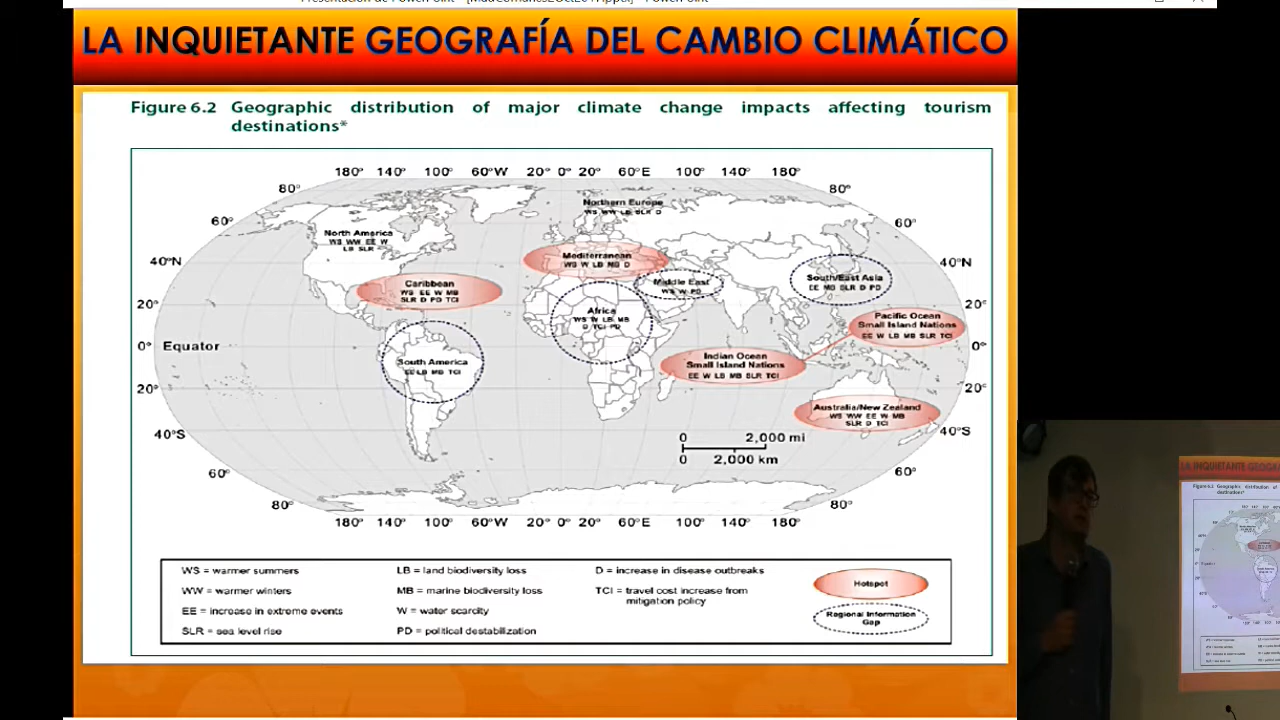 LA INQUIETANTE GEOGRAFÍA DEL CAMBIO CLIMÁTICO
Figure 6.2 Geographic distribution of major climate change impacts affecting tourism
destinations*
180° 140° 100° 60°W 20° 0° 20° 60°E 100° 140° 180°
80° 80°
Northern Europe
WS WW LB SLR D
60° 60°
North America
WS WW EE W
LB SLR
Mediterranean
WS W LB MB D
40°N 40°N
South/East Asia
EE MB SLR D PD
Middle East
WS W PD
Caribbean
WS EE W MB
SLR D PD TCI
20° 20°
Africa
WS W LB MB
D TCI PD
Pacific Ocean
Small Island Nations
EE W LB MB SLR TCI
0° Equator 0°
South America
EE LB MB TCI
Indian Ocean
Small Island Nations
EE W LB MB SLR TCI
20° 20°
Australia/New Zealand
WS WW EE W MB
SLR D TCI
40°S 40°S
0 2,000 mi
0 2,000 km
60° 60°
80° 80°
180° 140° 100° 60°W 20° 0° 20° 60°E 100° 140° 180°
WS = warmer summers
WW = warmer winters
EE = increase in extreme events
SLR = sea level rise
LB = land biodiversity loss
MB = marine biodiversity loss
W = water scarcity
PD = political destabilization
D = increase in disease outbreaks
TCI = travel cost increase from
mitigation policy
Hotspot
Regional Information
Gap
LA INQUIETANTE